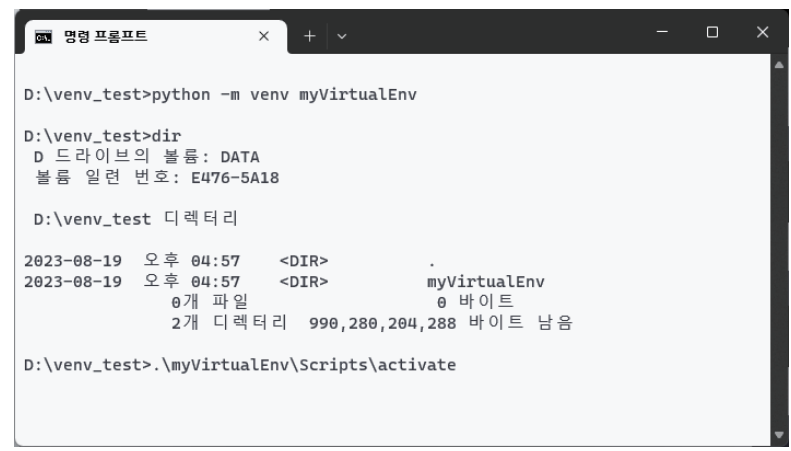 명령 프롬프트
D:\venv_test>python -m venv myVirtualEnv
D:\venv_test>dir
D 드라이브의 볼륨: DATA
볼륨 일련 번호: E476-5A18
D:\venv_test 디렉터리
2023-08-19 오후 04:57 <DIR> .
2023-08-19 오후 04:57 <DIR> myVirtualEnv
0개 파일 0 바이트
2개 디렉터리 990,280,204,288 바이트 남음
D:\venv_test>.\myVirtualEnv\Scripts\activate